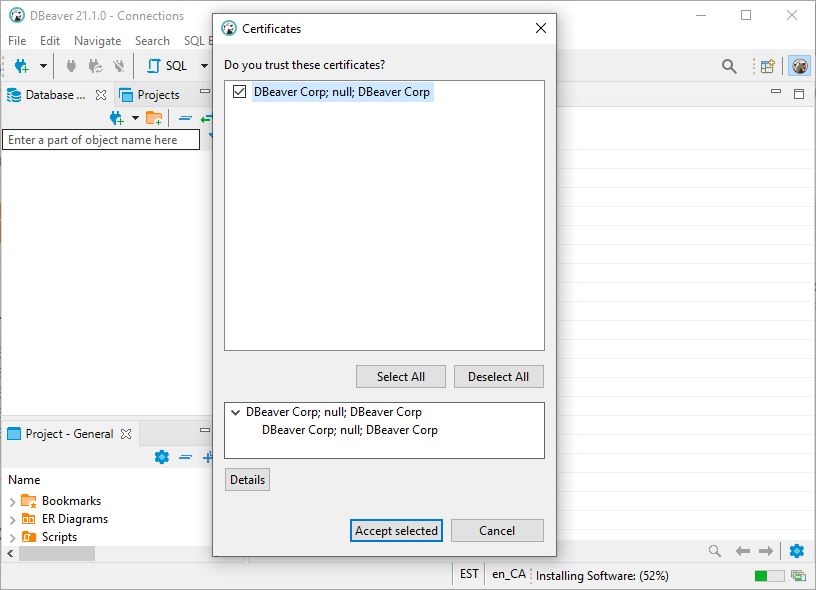 DBeaver 21.1.0 - Connections
File Edit Navigate Search SQL E
SQL
Database ...
Projects
Enter a part of object name here
Certificates
Do you trust these certificates?
DBeaver Corp; null; DBeaver Corp
Select All
Deselect All
DBeaver Corp; null; DBeaver Corp
DBeaver Corp; null; DBeaver Corp
Details
Accept selected
Cancel
Project - General
Name
Bookmarks
ER Diagrams
Scripts
EST
en_CA
Installing Software: (52%)